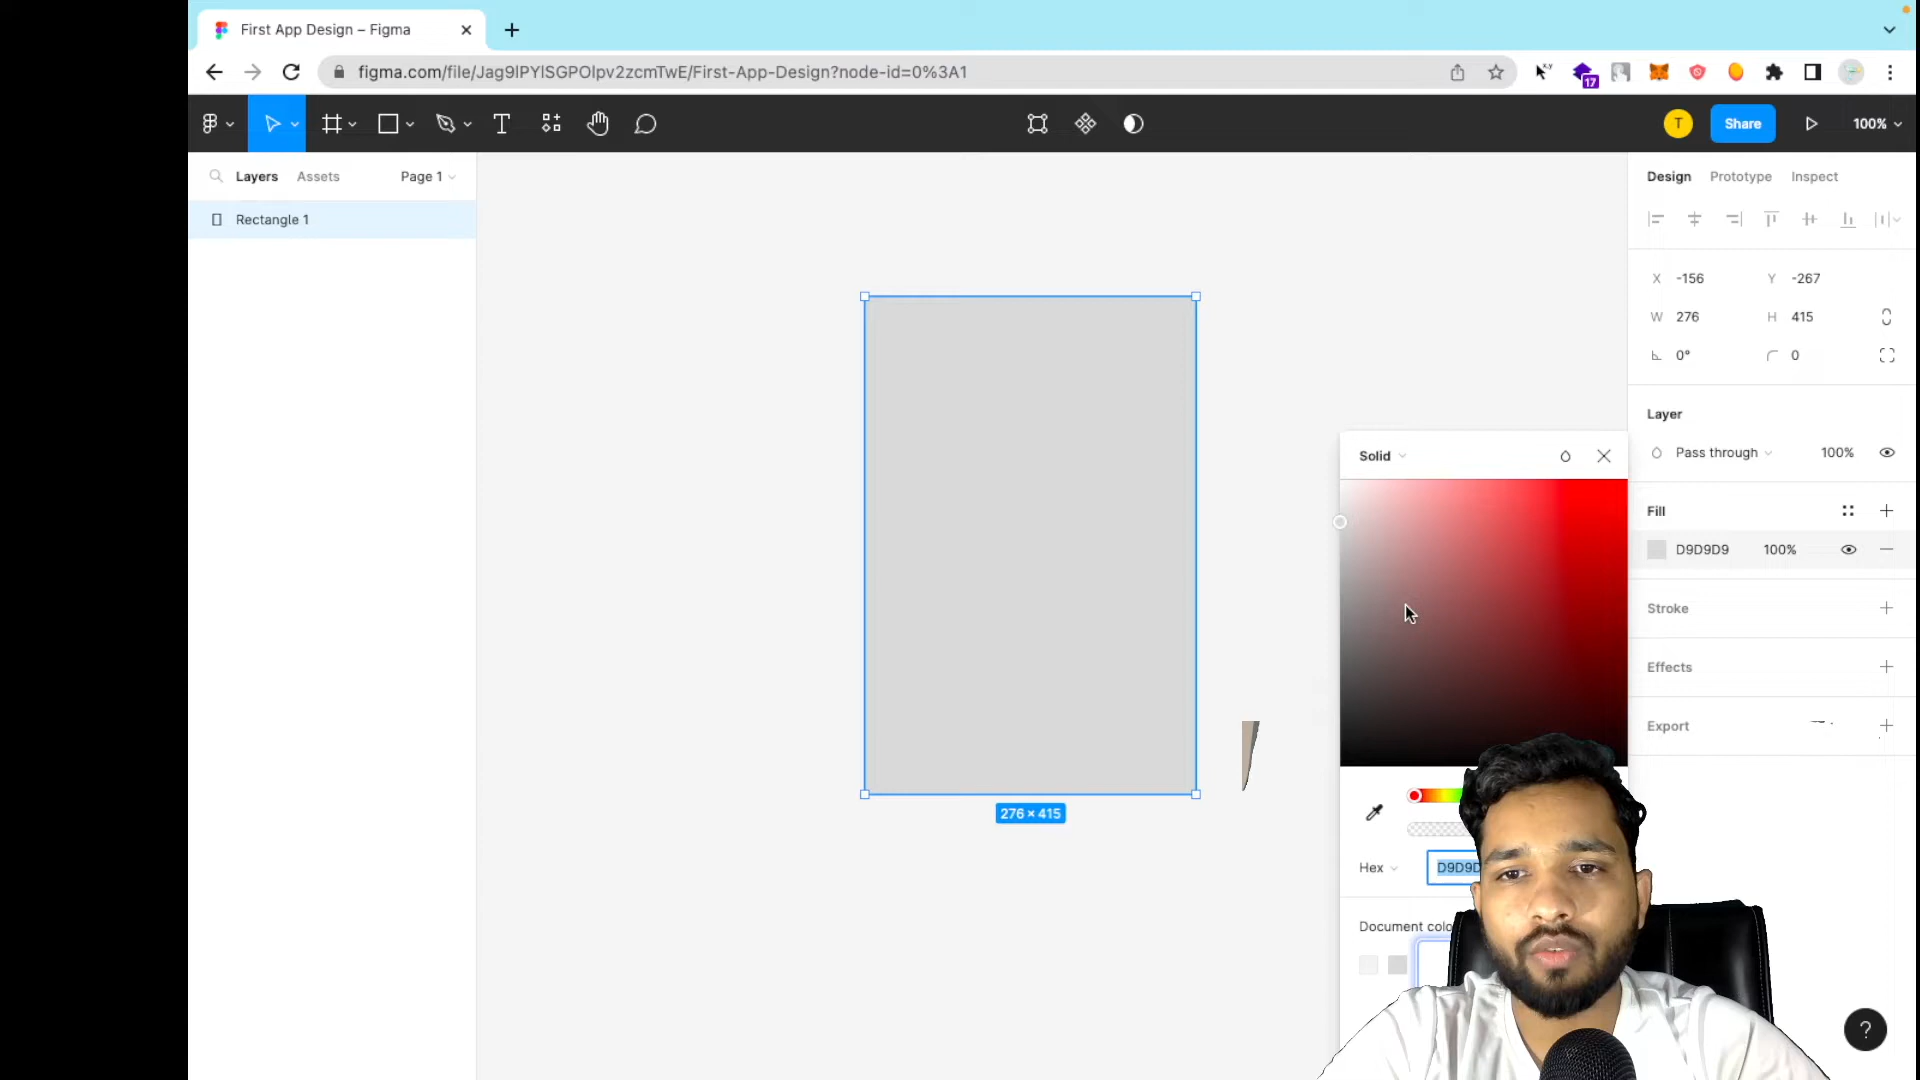 First App Design – Figma
figma.com/file/Jag9lPYlSGPOlpv2zcmTwE/First-App-Design?node-id=0%3A1
17
T
Share
100%
Layers
Assets
Page 1
Rectangle 1
276 × 415
Design
Prototype
Inspect
X -156
Y -267
W 276
H 415
0°
0
Layer
Pass through
100%
Fill
D9D9D9
100%
Stroke
Effects
Export
Solid
Hex
D9D9D
Document colo
?